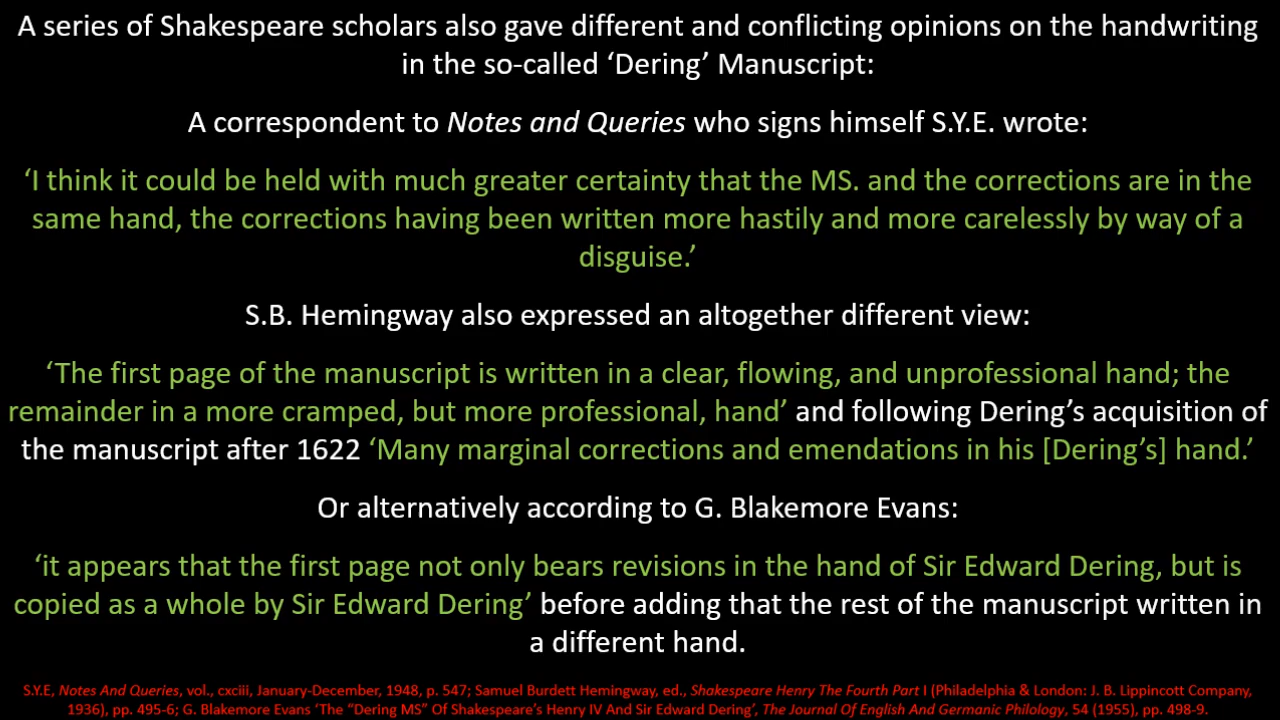 A series of Shakespeare scholars also gave different and conflicting opinions on the handwriting
in the so-called ‘Dering’ Manuscript:
A correspondent to Notes and Queries who signs himself S.Y.E. wrote:
‘I think it could be held with much greater certainty that the MS. and the corrections are in the
same hand, the corrections having been written more hastily and more carelessly by way of a
disguise.’
S.B. Hemingway also expressed an altogether different view:
‘The first page of the manuscript is written in a clear, flowing, and unprofessional hand; the
remainder in a more cramped, but more professional, hand’ and following Dering’s acquisition of
the manuscript after 1622 ‘Many marginal corrections and emendations in his [Dering’s] hand.’
Or alternatively according to G. Blakemore Evans:
‘it appears that the first page not only bears revisions in the hand of Sir Edward Dering, but is
copied as a whole by Sir Edward Dering’ before adding that the rest of the manuscript written in
a different hand.
S.Y.E, Notes And Queries, vol., cxciii, January-December, 1948, p. 547; Samuel Burdett Hemingway, ed., Shakespeare Henry The Fourth Part I (Philadelphia & London: J. B. Lippincott Company,
1936), pp. 495-6; G. Blakemore Evans ‘The “Dering MS” Of Shakespeare’s Henry IV And Sir Edward Dering’, The Journal Of English And Germanic Philology, 54 (1955), pp. 498-9.